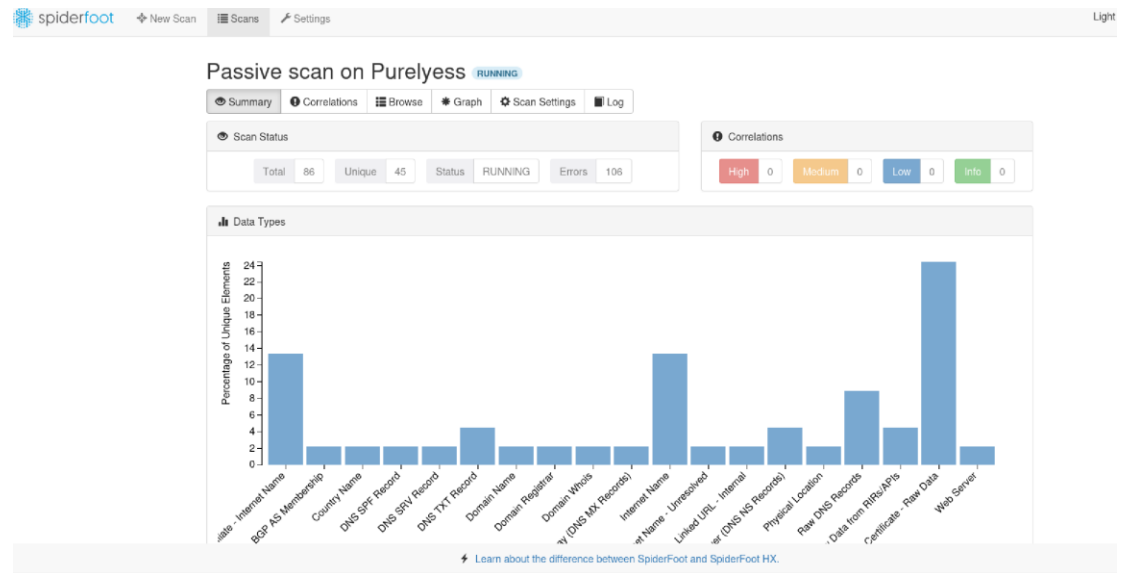 spiderfoot New Scan Scans Settings Light
Passive scan on Purelyess RUNNING
Summary Correlations Browse Graph Scan Settings Log
Scan Status
Total 86 Unique 45 Status RUNNING Errors 106
Correlations
High 0 Medium 0 Low 0 Info 0
Data Types
Percentage of Unique Elements
24
22
20
18
16
14
12
10
8
6
4
2
0
Internet Name
BGP AS Membership
Country Name
DNS SPF Record
DNS SRV Record
DNS TXT Record
Domain Name
Domain Registrar
Domain Whois
(DNS MX Records)
Internet Name
Name - Unresolved
Linked URL - Internal
(DNS NS Records)
Physical Location
Raw DNS Records
Data from RIRs/APIs
Certificate - Raw Data
Web Server
Learn about the difference between SpiderFoot and SpiderFoot HX.